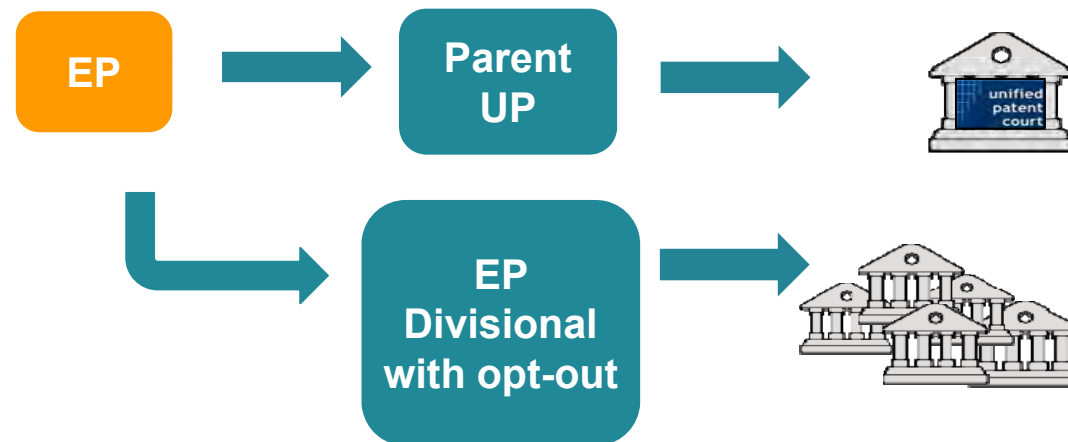 EP
Parent
UP
unified
patent
court
EP
Divisional
with opt-out